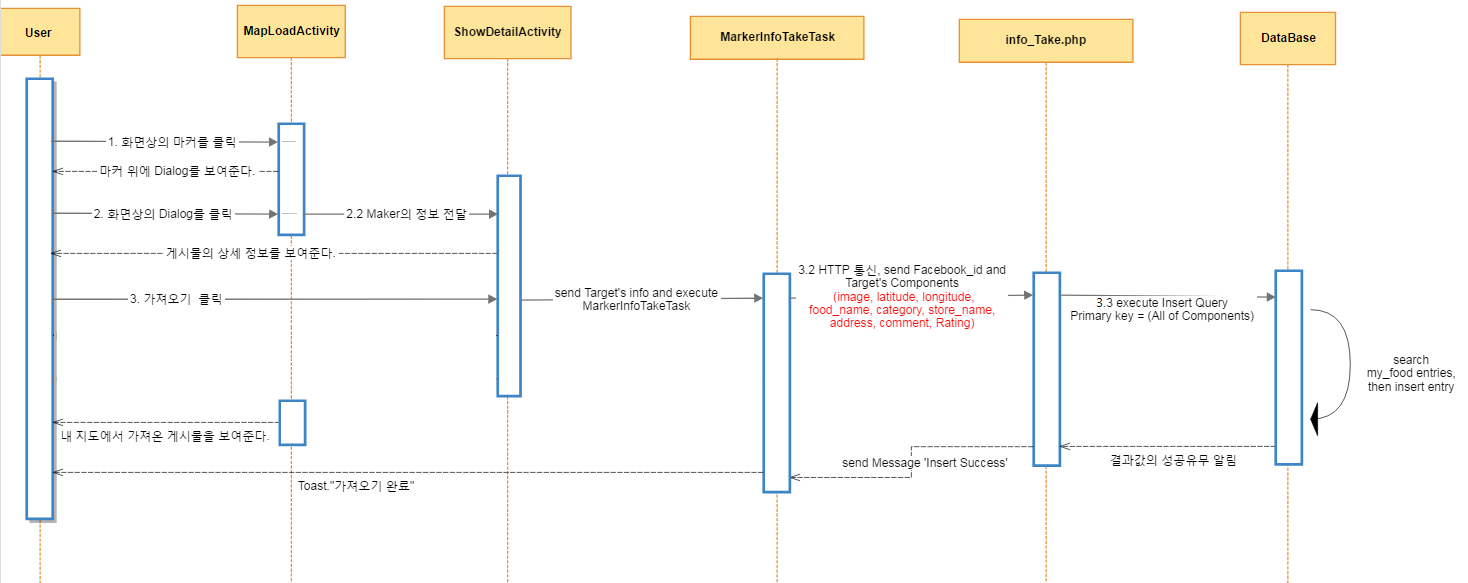 User
MapLoadActivity
ShowDetailActivity
MarkerInfoTakeTask
info_Take.php
DataBase
1. 화면상의 마커를 클릭
마커 위에 Dialog를 보여준다.
2. 화면상의 Dialog를 클릭
2.2 Maker의 정보 전달
게시물의 상세 정보를 보여준다.
3. 가져오기 클릭
send Target's info and execute
MarkerInfoTakeTask
3.2 HTTP 통신, send Facebook_id and
Target's Components
(image, latitude, longitude,
food_name, category, store_name,
address, comment, Rating)
3.3 execute Insert Query
Primary key = (All of Components)
search
my_food entries,
then insert entry
내 지도에서 가져온 게시물을 보여준다.
send Message 'Insert Success'
결과값의 성공유무 알림
Toast."가져오기 완료"